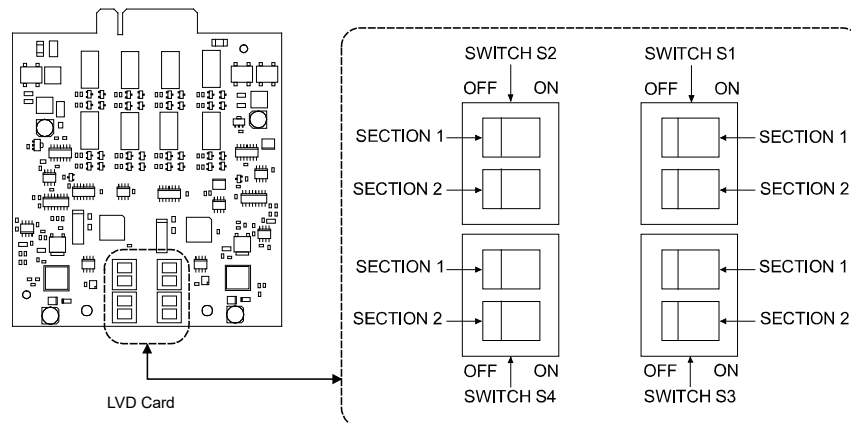 SWITCH S2
SWITCH S1
OFF ON
OFF ON
SECTION 1
SECTION 1
SECTION 2
SECTION 2
SECTION 1
SECTION 1
SECTION 2
SECTION 2
OFF ON
OFF ON
SWITCH S4
SWITCH S3
LVD Card